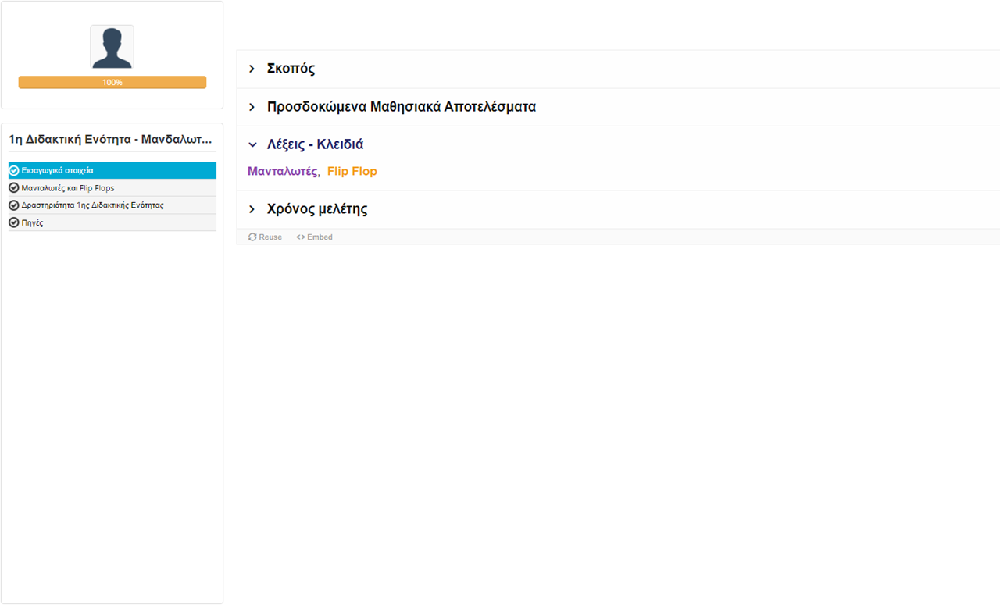 100%
1η Διδακτική Ενότητα - Μανδαλωτ...
Εισαγωγικά στοιχεία
Μανταλωτές και Flip Flops
Δραστηριότητα 1ης Διδακτικής Ενότητας
Πηγές
Σκοπός
Προσδοκώμενα Μαθησιακά Αποτελέσματα
Λέξεις - Κλειδιά
Μανταλωτές, Flip Flop
Χρόνος μελέτης
Reuse <> Embed